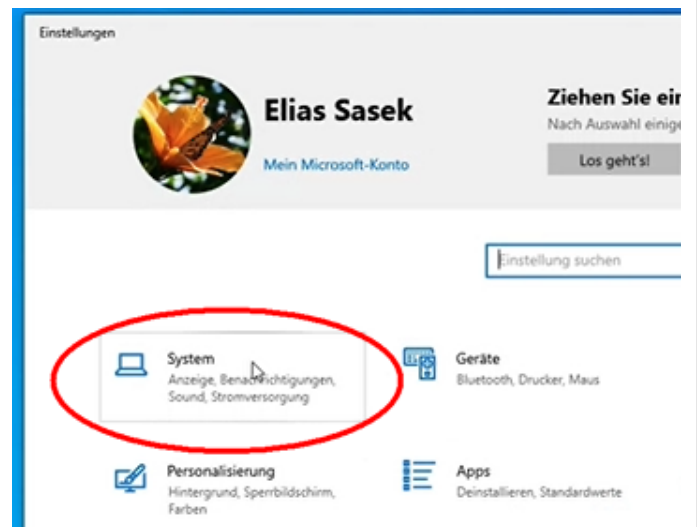 Einstellungen
Elias Sasek
Mein Microsoft-Konto
Ziehen Sie ein
Nach Auswahl einige
Los geht's!
Einstellung suchen
System
Anzeige, Benachrichtigungen,
Sound, Stromversorgung
Geräte
Bluetooth, Drucker, Maus
Personalisierung
Hintergrund, Sperrbildschirm,
Farben
Apps
Deinstallieren, Standardwerte